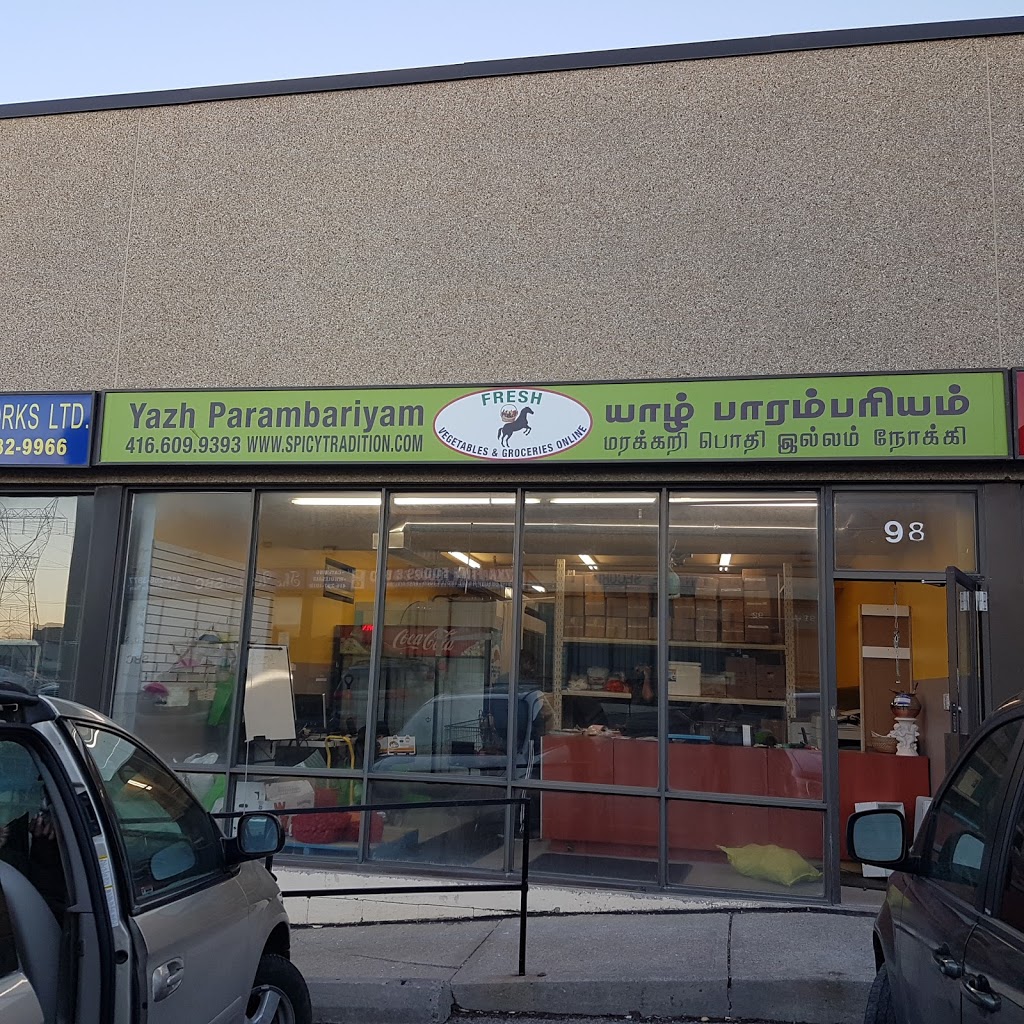 ORKS LTD.
32-9966
Yazh Parambariyam
416.609.9393 WWW.SPICYTRADITION.COM
FRESH
VEGETABLES & GROCERIES ONLINE
யாழ் பாரம்பரியம்
மரக்கறி பொதி இல்லம் நோக்கி
98
Coca-Cola